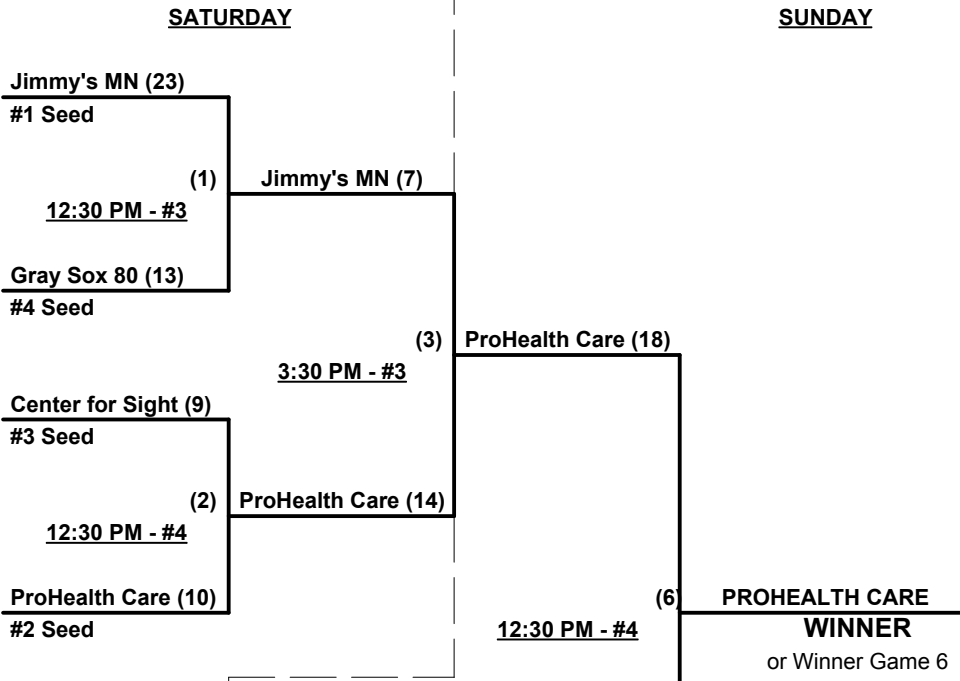 SATURDAY
SUNDAY
Jimmy's MN (23)
#1 Seed
(1)
Jimmy's MN (7)
12:30 PM - #3
Gray Sox 80 (13)
#4 Seed
(3)
ProHealth Care (18)
3:30 PM - #3
Center for Sight (9)
#3 Seed
(2)
ProHealth Care (14)
12:30 PM - #4
ProHealth Care (10)
#2 Seed
(6)
PROHEALTH CARE
12:30 PM - #4
WINNER
or Winner Game 6